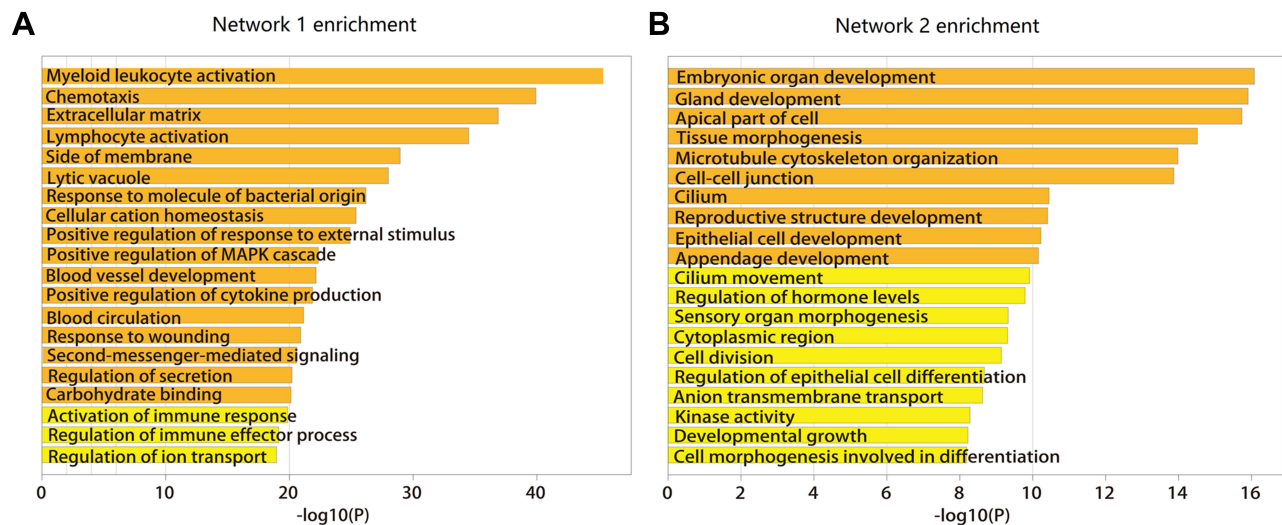 A
Network 1 enrichment
Myeloid leukocyte activation
Chemotaxis
Extracellular matrix
Lymphocyte activation
Side of membrane
Lytic vacuole
Response to molecule of bacterial origin
Cellular cation homeostasis
Positive regulation of response to external stimulus
Positive regulation of MAPK cascade
Blood vessel development
Positive regulation of cytokine production
Blood circulation
Response to wounding
Second-messenger-mediated signaling
Regulation of secretion
Carbohydrate binding
Activation of immune response
Regulation of immune effector process
Regulation of ion transport
0 10 20 30 40
-log10(P)
B
Network 2 enrichment
Embryonic organ development
Gland development
Apical part of cell
Tissue morphogenesis
Microtubule cytoskeleton organization
Cell-cell junction
Cilium
Reproductive structure development
Epithelial cell development
Appendage development
Cilium movement
Regulation of hormone levels
Sensory organ morphogenesis
Cytoplasmic region
Cell division
Regulation of epithelial cell differentiation
Anion transmembrane transport
Kinase activity
Developmental growth
Cell morphogenesis involved in differentiation
0 2 4 6 8 10 12 14 16
-log10(P)